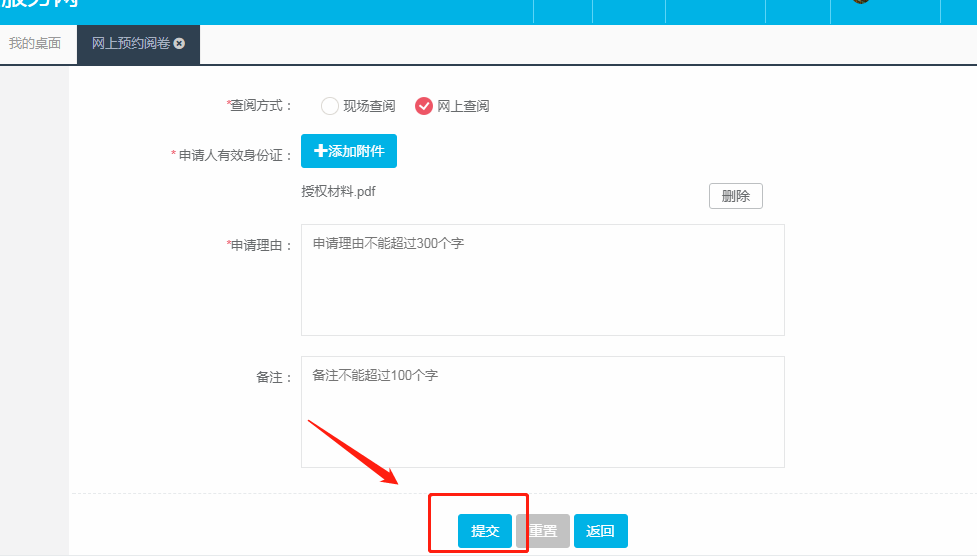 服务网
我的桌面
网上预约阅卷
*查阅方式： 现场查阅 网上查阅
*申请人有效身份证： 添加附件
授权材料.pdf 删除
*申请理由： 申请理由不能超过300个字
备注： 备注不能超过100个字
提交 重置 返回